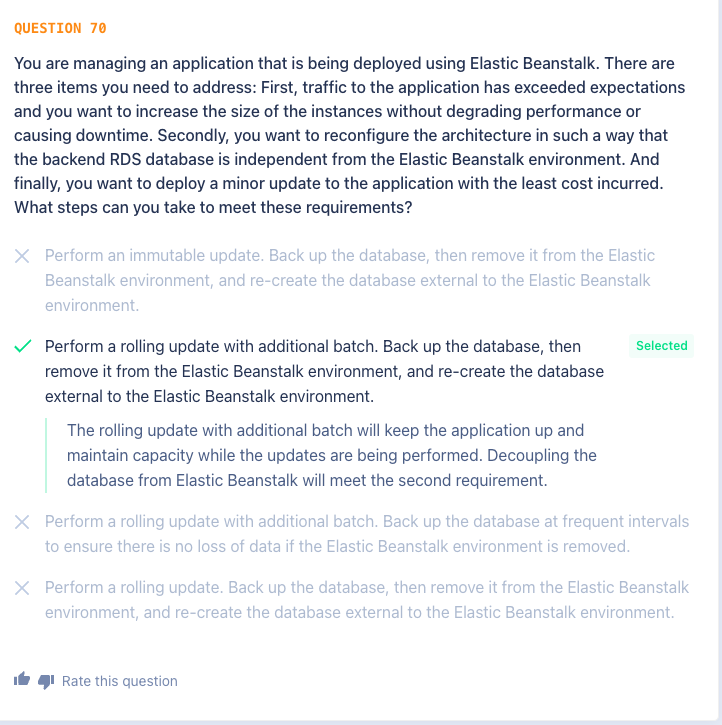 QUESTION 70
You are managing an application that is being deployed using Elastic Beanstalk. There are
three items you need to address: First, traffic to the application has exceeded expectations
and you want to increase the size of the instances without degrading performance or
causing downtime. Secondly, you want to reconfigure the architecture in such a way that
the backend RDS database is independent from the Elastic Beanstalk environment. And
finally, you want to deploy a minor update to the application with the least cost incurred.
What steps can you take to meet these requirements?
Perform an immutable update. Back up the database, then remove it from the Elastic
Beanstalk environment, and re-create the database external to the Elastic Beanstalk
environment.
Perform a rolling update with additional batch. Back up the database, then
Selected
remove it from the Elastic Beanstalk environment, and re-create the database
external to the Elastic Beanstalk environment.
The rolling update with additional batch will keep the application up and
maintain capacity while the updates are being performed. Decoupling the
database from Elastic Beanstalk will meet the second requirement.
Perform a rolling update with additional batch. Back up the database at frequent intervals
to ensure there is no loss of data if the Elastic Beanstalk environment is removed.
Perform a rolling update. Back up the database, then remove it from the Elastic Beanstalk
environment, and re-create the database external to the Elastic Beanstalk environment.
Rate this question